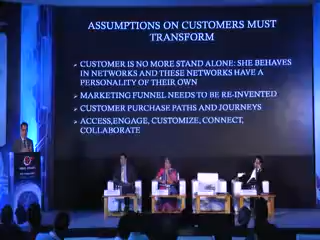 ASSUMPTIONS ON CUSTOMERS MUST
TRANSFORM
CUSTOMER IS NO MORE STAND ALONE: SHE BEHAVES
IN NETWORKS AND THESE NETWORKS HAVE A
PERSONALITY OF THEIR OWN
MARKETING FUNNEL NEEDS TO BE RE-INVENTED
CUSTOMER PURCHASE PATHS AND JOURNEYS
ACCESS,ENGAGE, CUSTOMIZE, CONNECT,
COLLABORATE